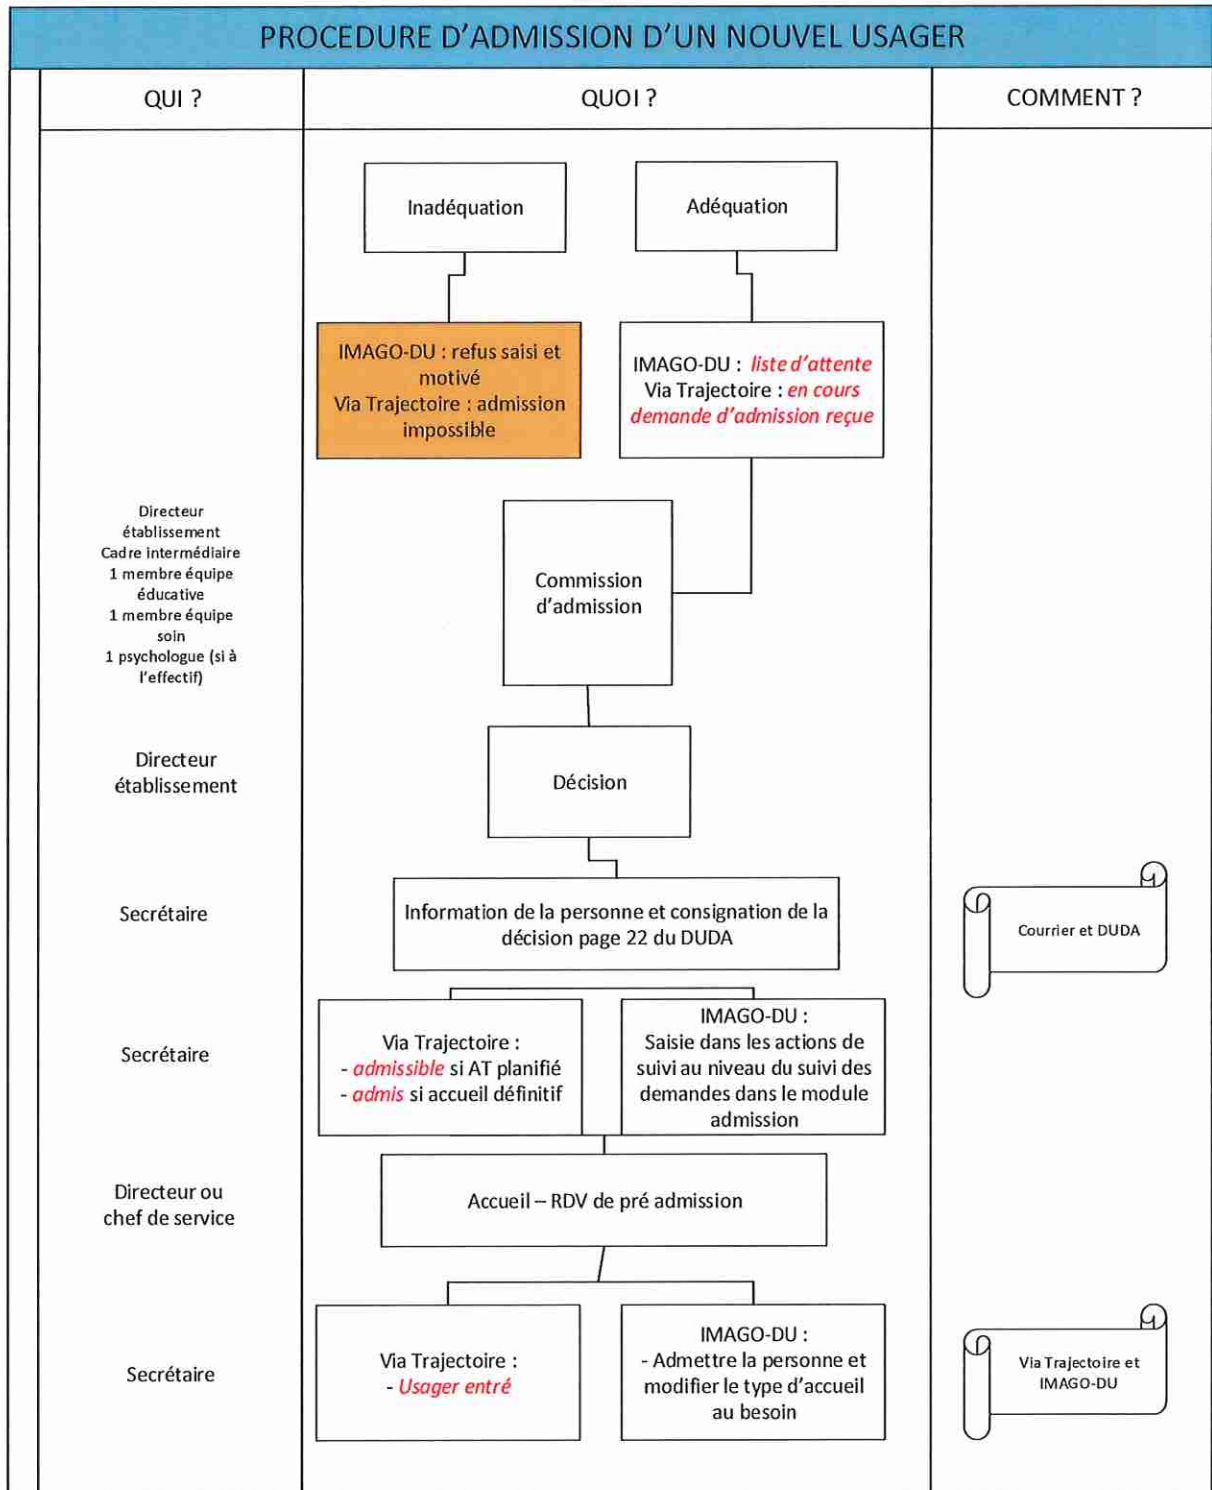 PROCEDURE D'ADMISSION D'UN NOUVEL USAGER
QUI ?
QUOI ?
COMMENT ?
Inadéquation
Adéquation
IMAGO-DU : refus saisi et
motivé
Via Trajectoire : admission
impossible
IMAGO-DU : liste d'attente
Via Trajectoire : en cours
demande d'admission reçue
Directeur
établissement
Cadre intermédiaire
1 membre équipe
éducative
1 membre équipe
soin
1 psychologue (si à
l'effectif)
Commission
d'admission
Directeur
établissement
Décision
Secrétaire
Information de la personne et consignation de la
décision page 22 du DUDA
Courrier et DUDA
Secrétaire
Via Trajectoire :
- admissible si AT planifié
- admis si accueil définitif
IMAGO-DU :
Saisie dans les actions de
suivi au niveau du suivi des
demandes dans le module
admission
Directeur ou
chef de service
Accueil – RDV de pré admission
Secrétaire
Via Trajectoire :
- Usager entré
IMAGO-DU :
- Admettre la personne et
modifier le type d'accueil
au besoin
Via Trajectoire et
IMAGO-DU